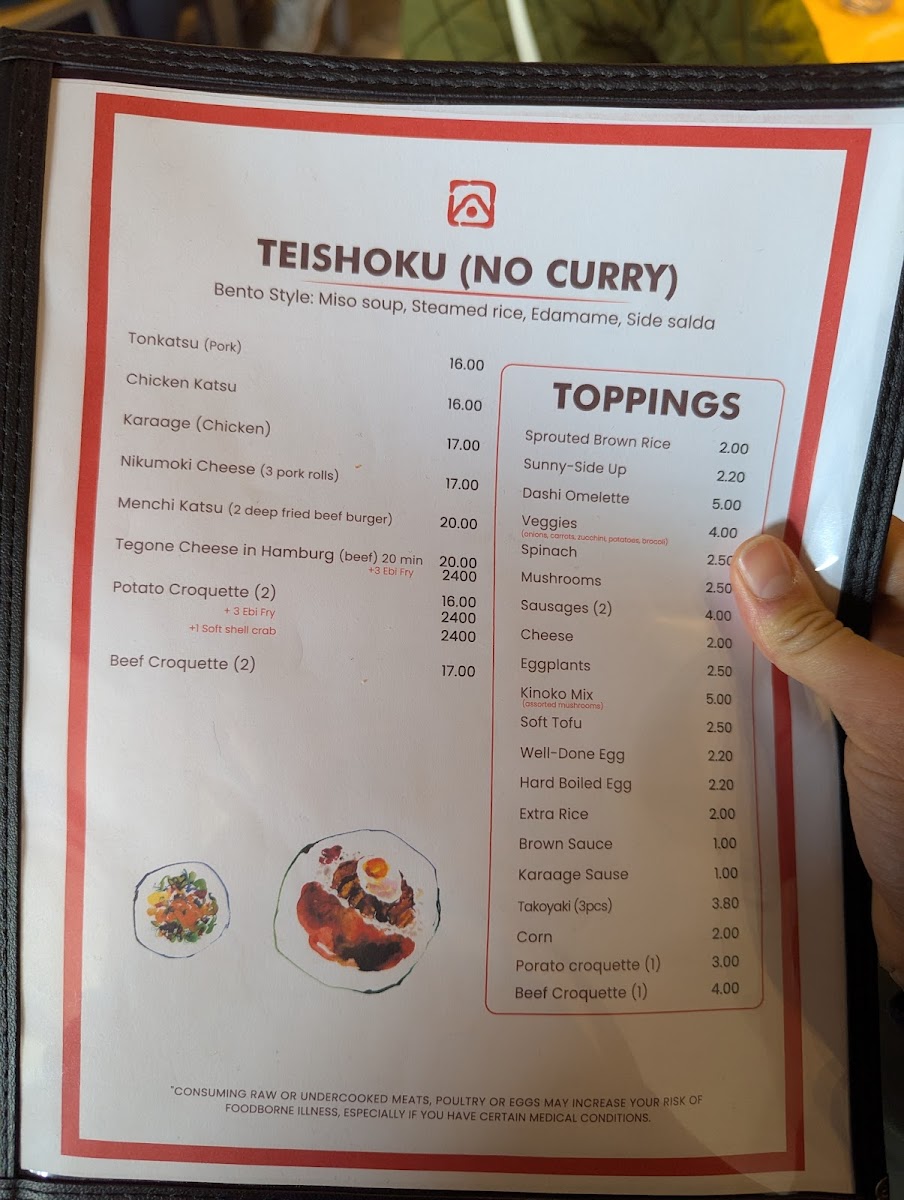 TEISHOKU (NO CURRY)
Bento Style: Miso soup, Steamed rice, Edamame, Side salda
Tonkatsu (Pork) 16.00
Chicken Katsu 16.00
Karaage (Chicken) 17.00
Nikumoki Cheese (3 pork rolls) 17.00
Menchi Katsu (2 deep fried beef burger) 20.00
Tegone Cheese in Hamburg (beef) 20 min 20.00
+3 Ebi Fry 2400
Potato Croquette (2) 16.00
+ 3 Ebi Fry 2400
+1 Soft shell crab 2400
Beef Croquette (2) 17.00
TOPPINGS
Sprouted Brown Rice 2.00
Sunny-Side Up 2.20
Dashi Omelette 5.00
Veggies 4.00
(onions, carrots, zucchini, potatoes, brocoli)
Spinach 2.50
Mushrooms 2.50
Sausages (2) 4.00
Cheese 2.00
Eggplants 2.50
Kinoko Mix 5.00
(assorted mushrooms)
Soft Tofu 2.50
Well-Done Egg 2.20
Hard Boiled Egg 2.20
Extra Rice 2.00
Brown Sauce 1.00
Karaage Sause 1.00
Takoyaki (3pcs) 3.80
Corn 2.00
Porato croquette (1) 3.00
Beef Croquette (1) 4.00
"CONSUMING RAW OR UNDERCOOKED MEATS, POULTRY OR EGGS MAY INCREASE YOUR RISK OF
FOODBORNE ILLNESS, ESPECIALLY IF YOU HAVE CERTAIN MEDICAL CONDITIONS.